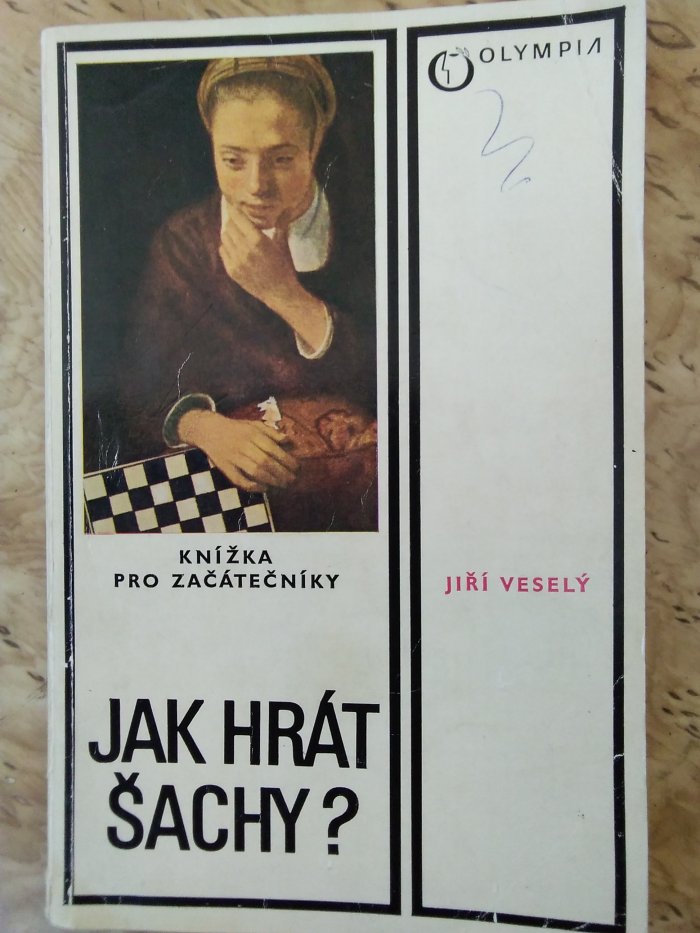 OLYMPIA
KNÍŽKA
PRO ZAČÁTEČNÍKY
JIŘÍ VESELÝ
JAK HRÁT
ŠACHY?